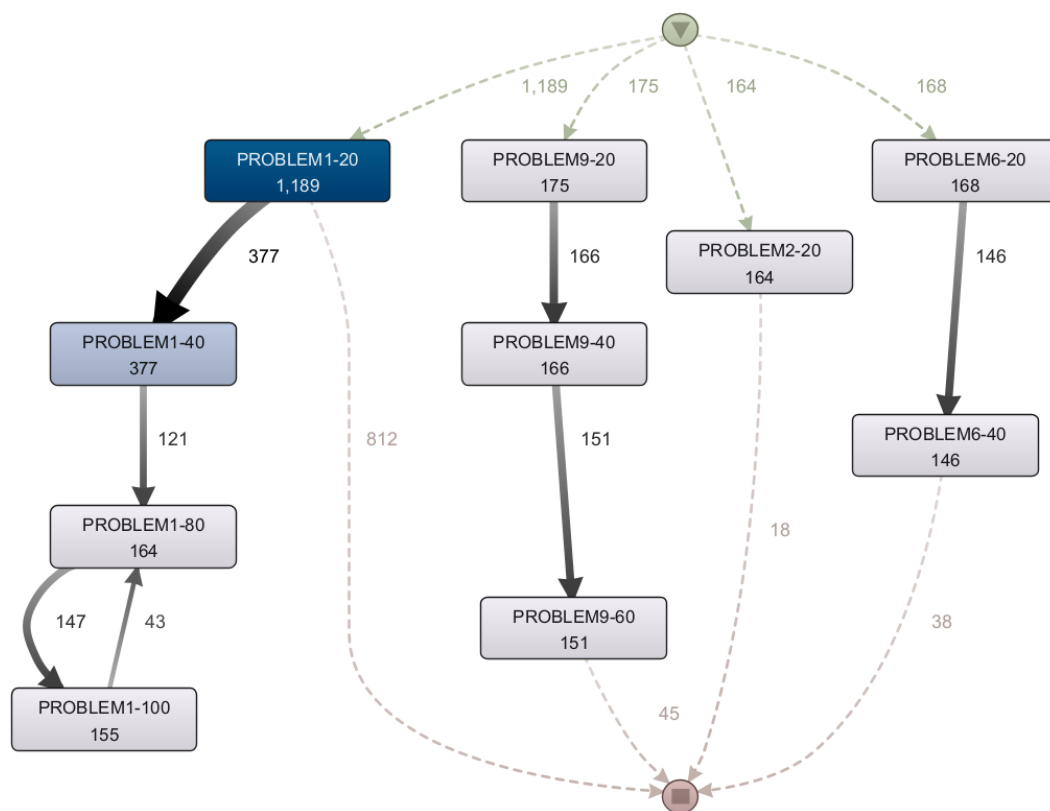 1,189
175
164
168
PROBLEM1-20
1,189
PROBLEM9-20
175
PROBLEM6-20
168
PROBLEM2-20
164
377
166
146
PROBLEM1-40
377
PROBLEM9-40
166
121
812
151
PROBLEM6-40
146
PROBLEM1-80
164
18
147
43
PROBLEM9-60
151
38
PROBLEM1-100
155
45